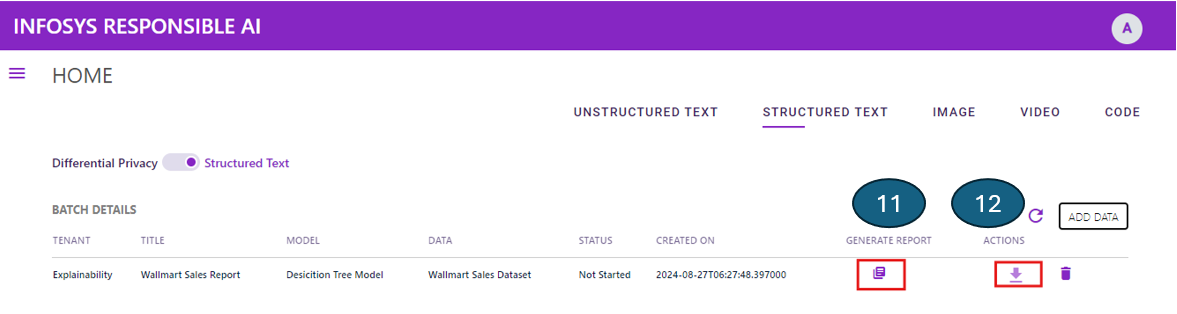 INFOSYS RESPONSIBLE AI
A
HOME
UNSTRUCTURED TEXT STRUCTURED TEXT IMAGE VIDEO CODE
Differential Privacy Structured Text
11 12
BATCH DETAILS
ADD DATA
TENANT TITLE MODEL DATA STATUS CREATED ON GENERATE REPORT ACTIONS
Explainability Wallmart Sales Report Desicition Tree Model Wallmart Sales Dataset Not Started 2024-08-27T06:27:48.397000